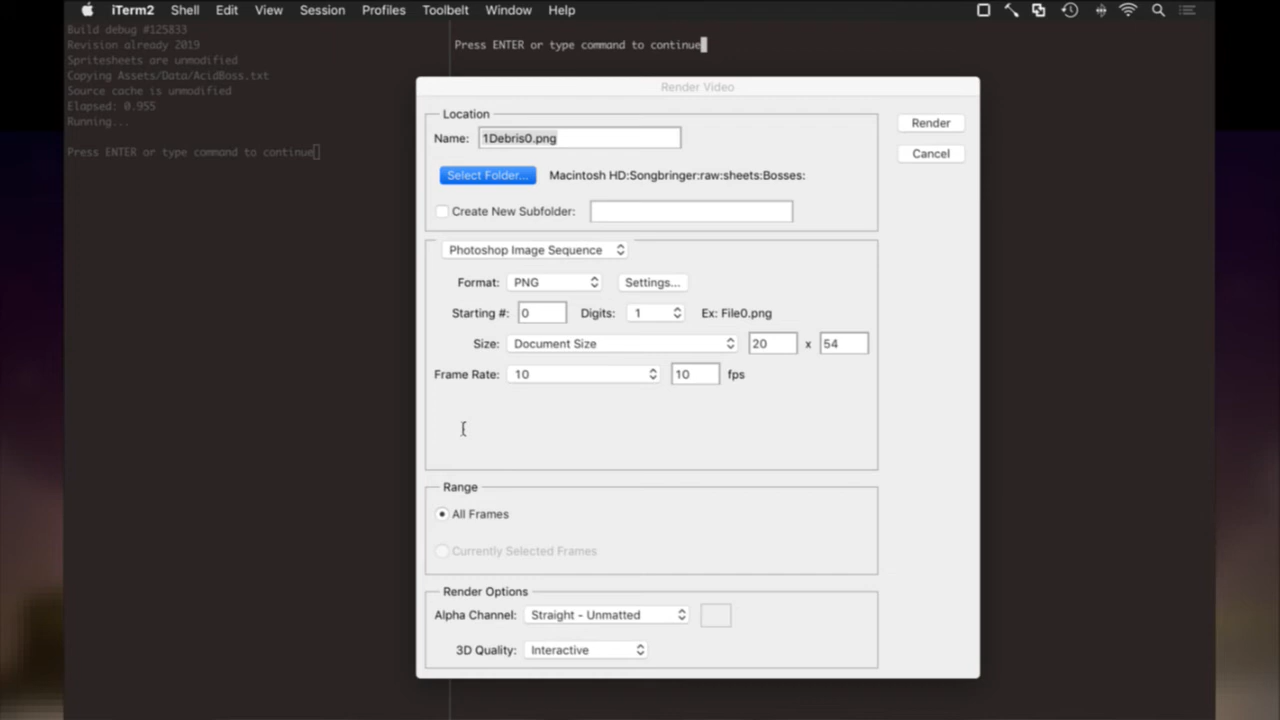 iTerm2 Shell Edit View Session Profiles Toolbelt Window Help
Build debug #125833
Revision already 2019
Spritesheets are unmodified
Copying Assets/Data/AcidBoss.txt
Source cache is unmodified
Elapsed: 0.955
Running...
Press ENTER or type command to continue
Press ENTER or type command to continue
Render Video
Location
Name: 1Debris0.png
Select Folder... Macintosh HD:Songbringer:raw:sheets:Bosses:
Create New Subfolder:
Render
Cancel
Photoshop Image Sequence
Format: PNG Settings...
Starting #: 0 Digits: 1 Ex: File0.png
Size: Document Size 20 x 54
Frame Rate: 10 10 fps
Range
All Frames
Currently Selected Frames
Render Options
Alpha Channel: Straight - Unmatted
3D Quality: Interactive